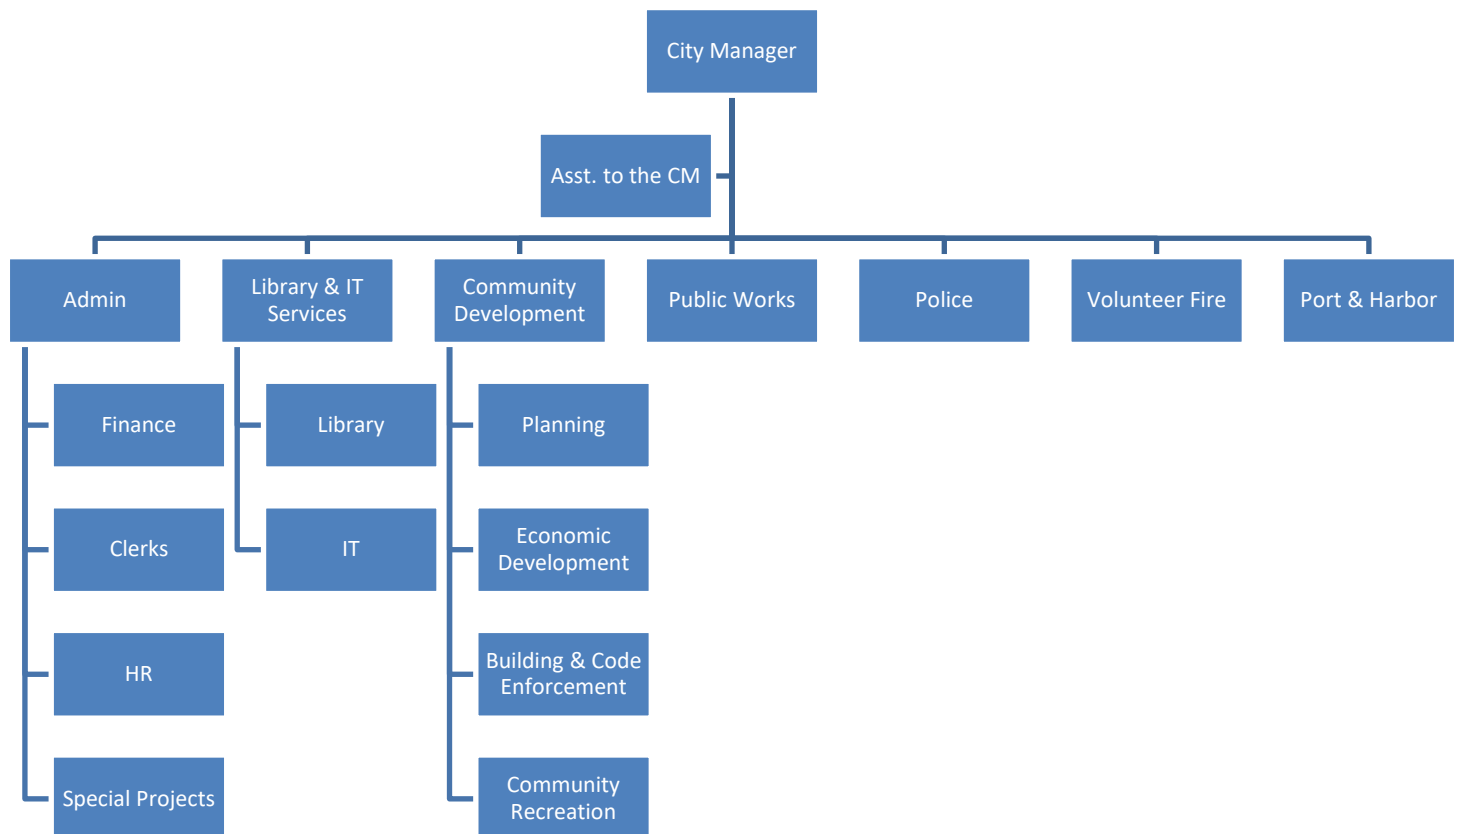 City Manager
Asst. to the CM
Admin
Library & IT
Services
Community
Development
Public Works
Police
Volunteer Fire
Port & Harbor
Finance
Library
Planning
Clerks
IT
Economic
Development
HR
Building & Code
Enforcement
Special Projects
Community
Recreation